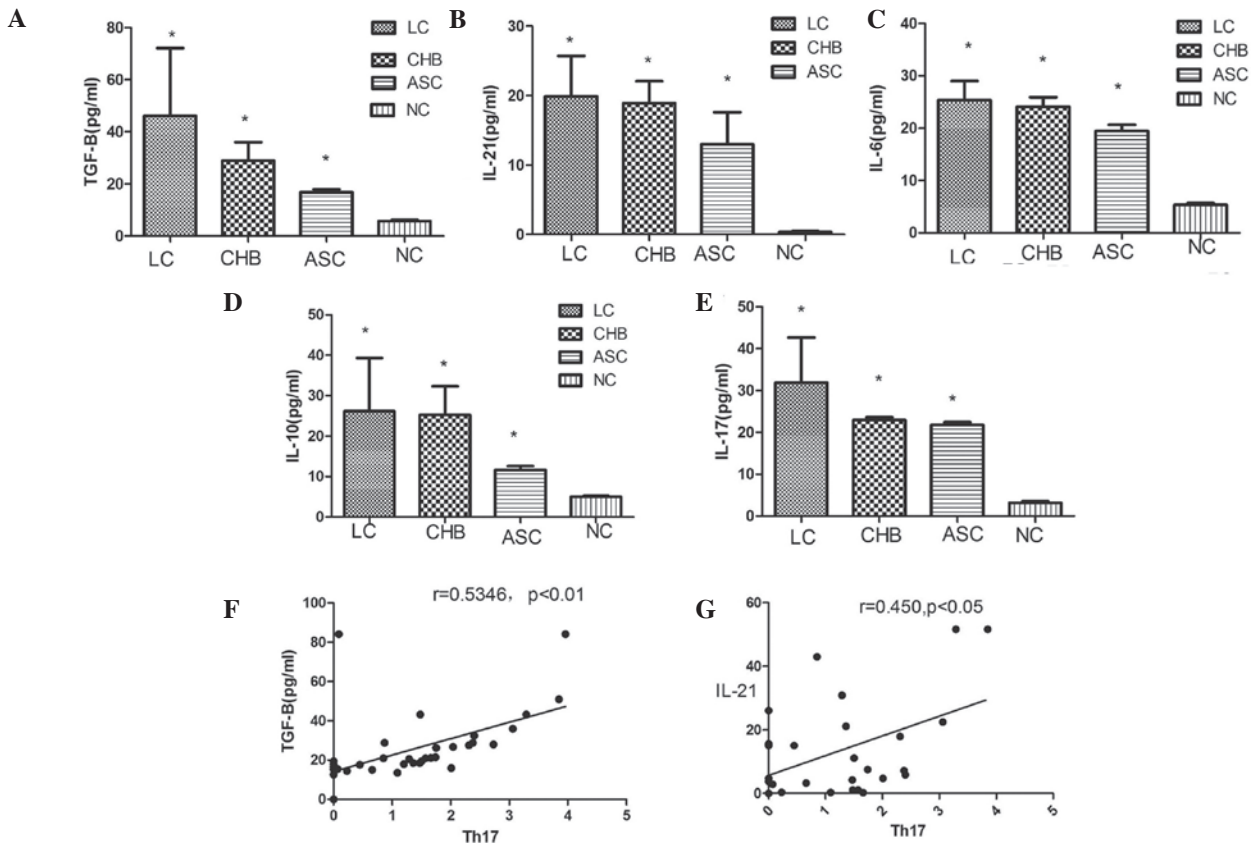 A
TGF-B(pg/ml)
80
60
40
20
0
*
*
*
LC
CHB
ASC
NC
LC
CHB
ASC
NC
B
IL-21(pg/ml)
30
20
10
0
*
*
*
LC
CHB
ASC
LC
CHB
ASC
NC
C
IL-6(pg/ml)
40
30
20
10
0
*
*
*
LC
CHB
ASC
NC
LC
CHB
ASC
NC
D
IL-10(pg/ml)
50
40
30
20
10
0
*
*
*
LC
CHB
ASC
NC
LC
CHB
ASC
NC
E
IL-17(pg/ml)
50
40
30
20
10
0
*
*
*
LC
CHB
ASC
NC
F
r=0.5346, p<0.01
TGF-B(pg/ml)
100
80
60
40
20
0
0 1 2 3 4 5
Th17
G
r=0.450,p<0.05
IL-21
60
40
20
0
0 1 2 3 4 5
Th17